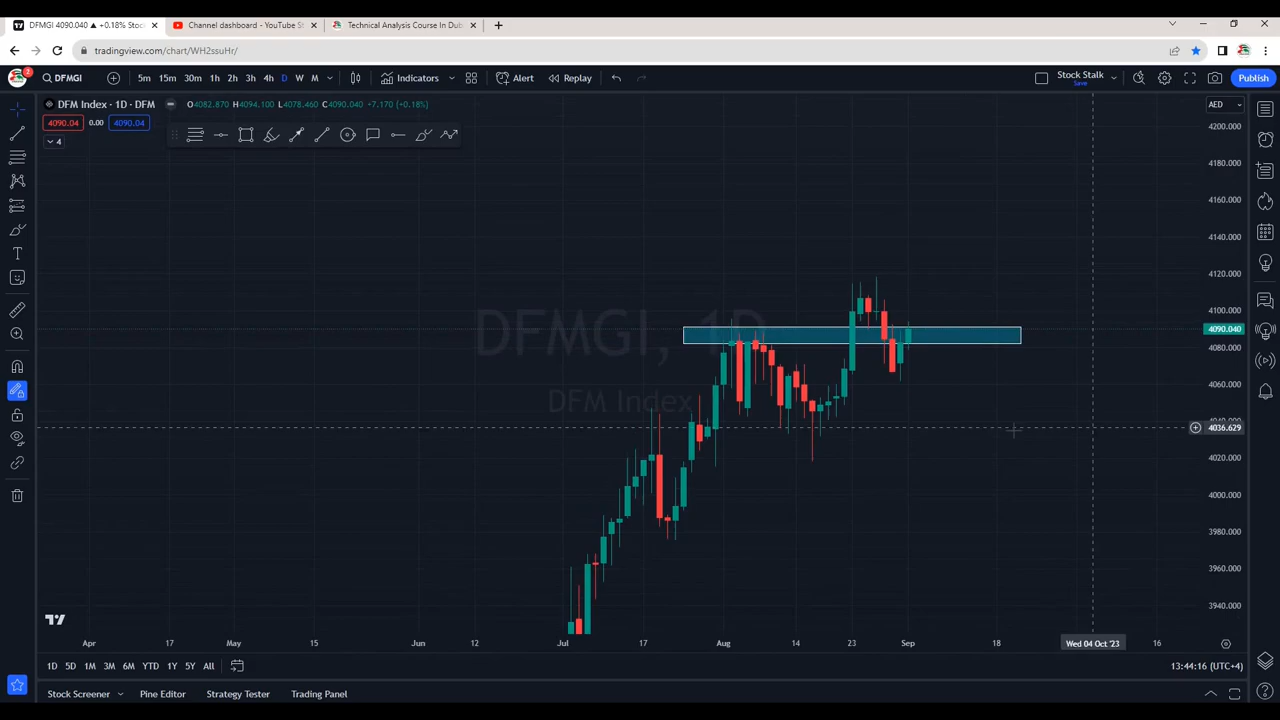 DFMGI 4090.040 ▲ +0.18% Stoc
Channel dashboard - YouTube St
Technical Analysis Course In Dub
tradingview.com/chart/WH2ssuHr/
2
DFMGI
5m 15m 30m 1h 2h 3h 4h D W M
Indicators
Alert
Replay
Stock Stalk
Save
Publish
DFM Index · 1D · DFM O4082.870 H4094.100 L4078.460 C4090.040 +7.170 (+0.18%)
AED
4090.04 0.00 4090.04
4
4200.000
4180.000
4160.000
4140.000
4120.000
4100.000
4090.040
4080.000
4060.000
4040.000
4036.629
4020.000
4000.000
3980.000
3960.000
3940.000
DFMGI, 1D
DFM Index
Apr 17 May 15 Jun 12 Jul 17 Aug 14 23 Sep 18 Wed 04 Oct '23 16
1D 5D 1M 3M 6M YTD 1Y 5Y All
13:44:16 (UTC+4)
Stock Screener Pine Editor Strategy Tester Trading Panel